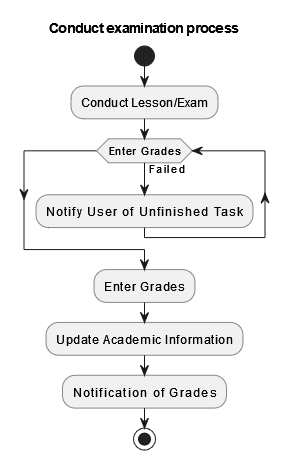 Conduct examination process
Conduct Lesson/Exam
Enter Grades
Failed
Notify User of Unfinished Task
Enter Grades
Update Academic Information
Notification of Grades